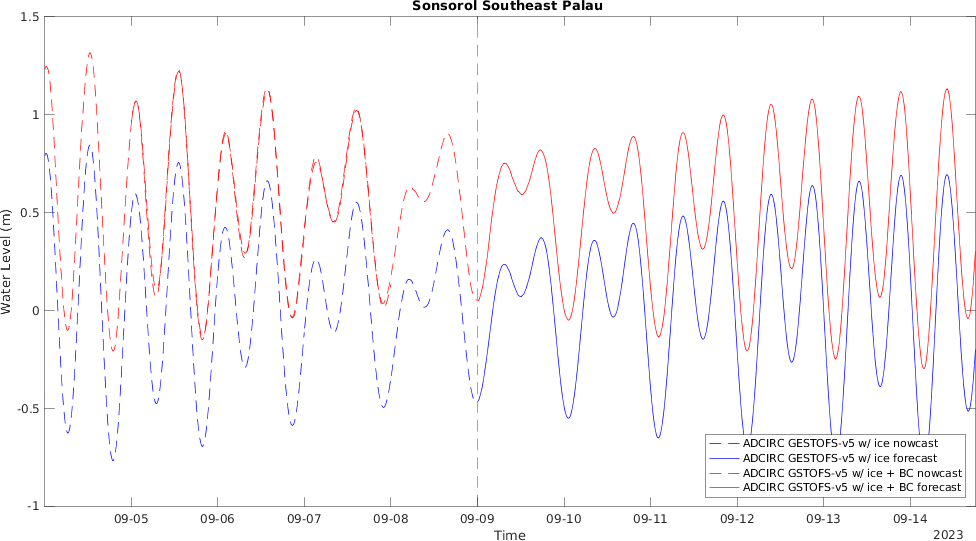 Sonsorol Southeast Palau
1.5
1
0.5
0
-0.5
-1
Water Level (m)
ADCIRC GESTOFS-v5 w/ ice nowcast
ADCIRC GESTOFS-v5 w/ ice forecast
ADCIRC GSTOFS-v5 w/ ice + BC nowcast
ADCIRC GSTOFS-v5 w/ ice + BC forecast
09-05 09-06 09-07 09-08 09-09 09-10 09-11 09-12 09-13 09-14
Time
2023